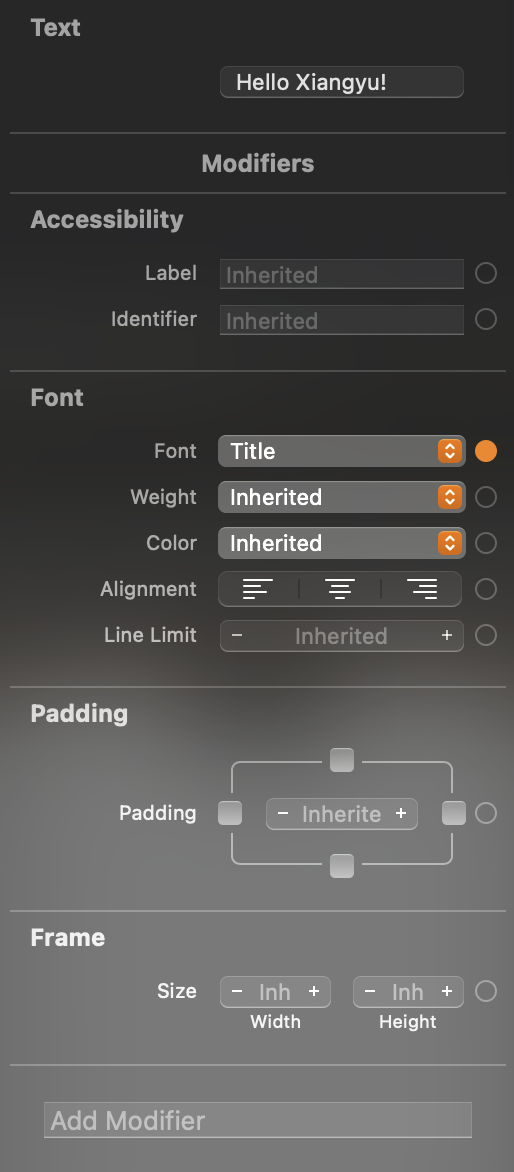 Text
Hello Xiangyu!
Modifiers
Accessibility
Label Inherited
Identifier Inherited
Font
Font Title
Weight Inherited
Color Inherited
Alignment
Line Limit - Inherited +
Padding
Padding - Inherite +
Frame
Size - Inh + - Inh +
Width Height
Add Modifier